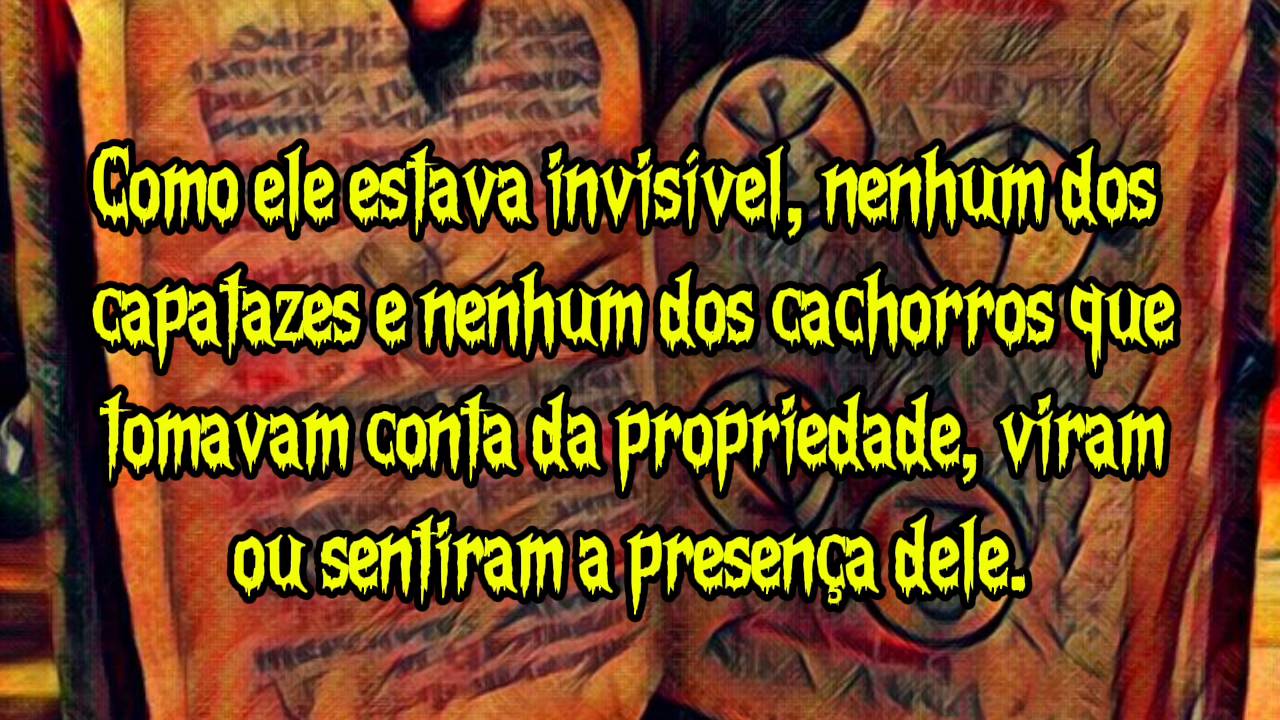 Como ele estava invisível, nenhum dos
capatazes e nenhum dos cachorros que
tomavam conta da propriedade, viram
ou sentiram a presença dele.